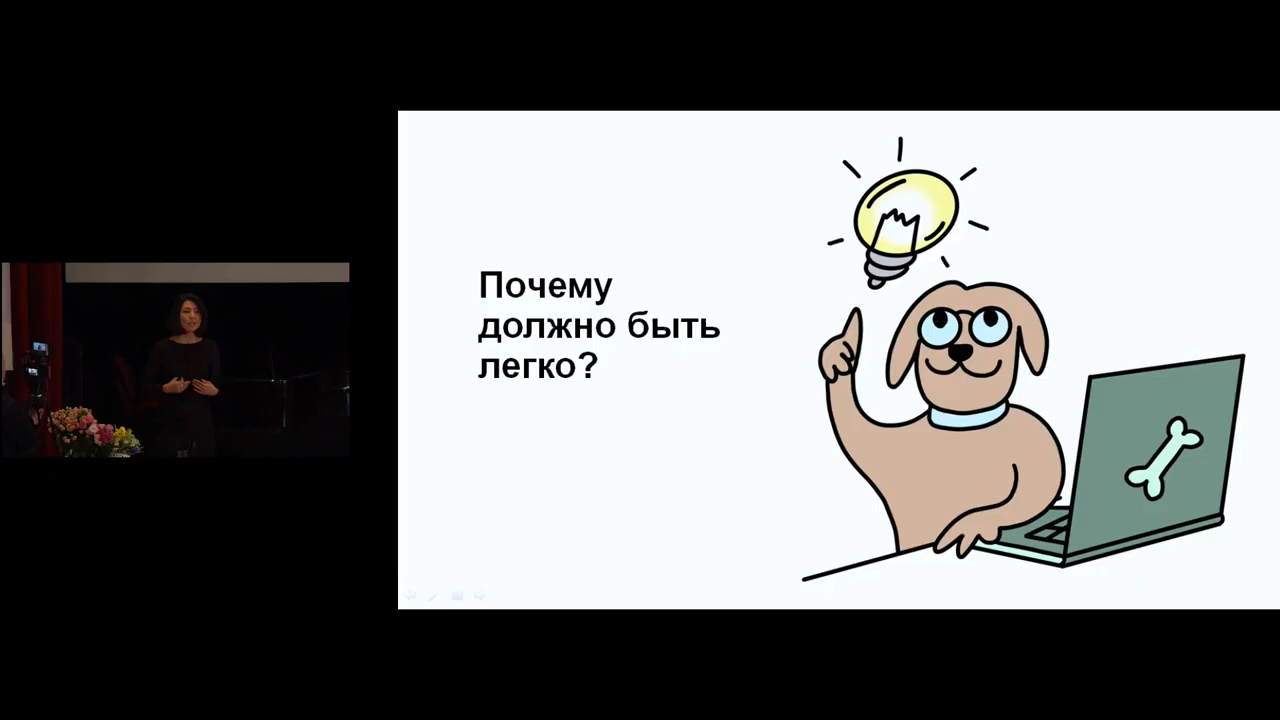 Почему
должно быть
легко?